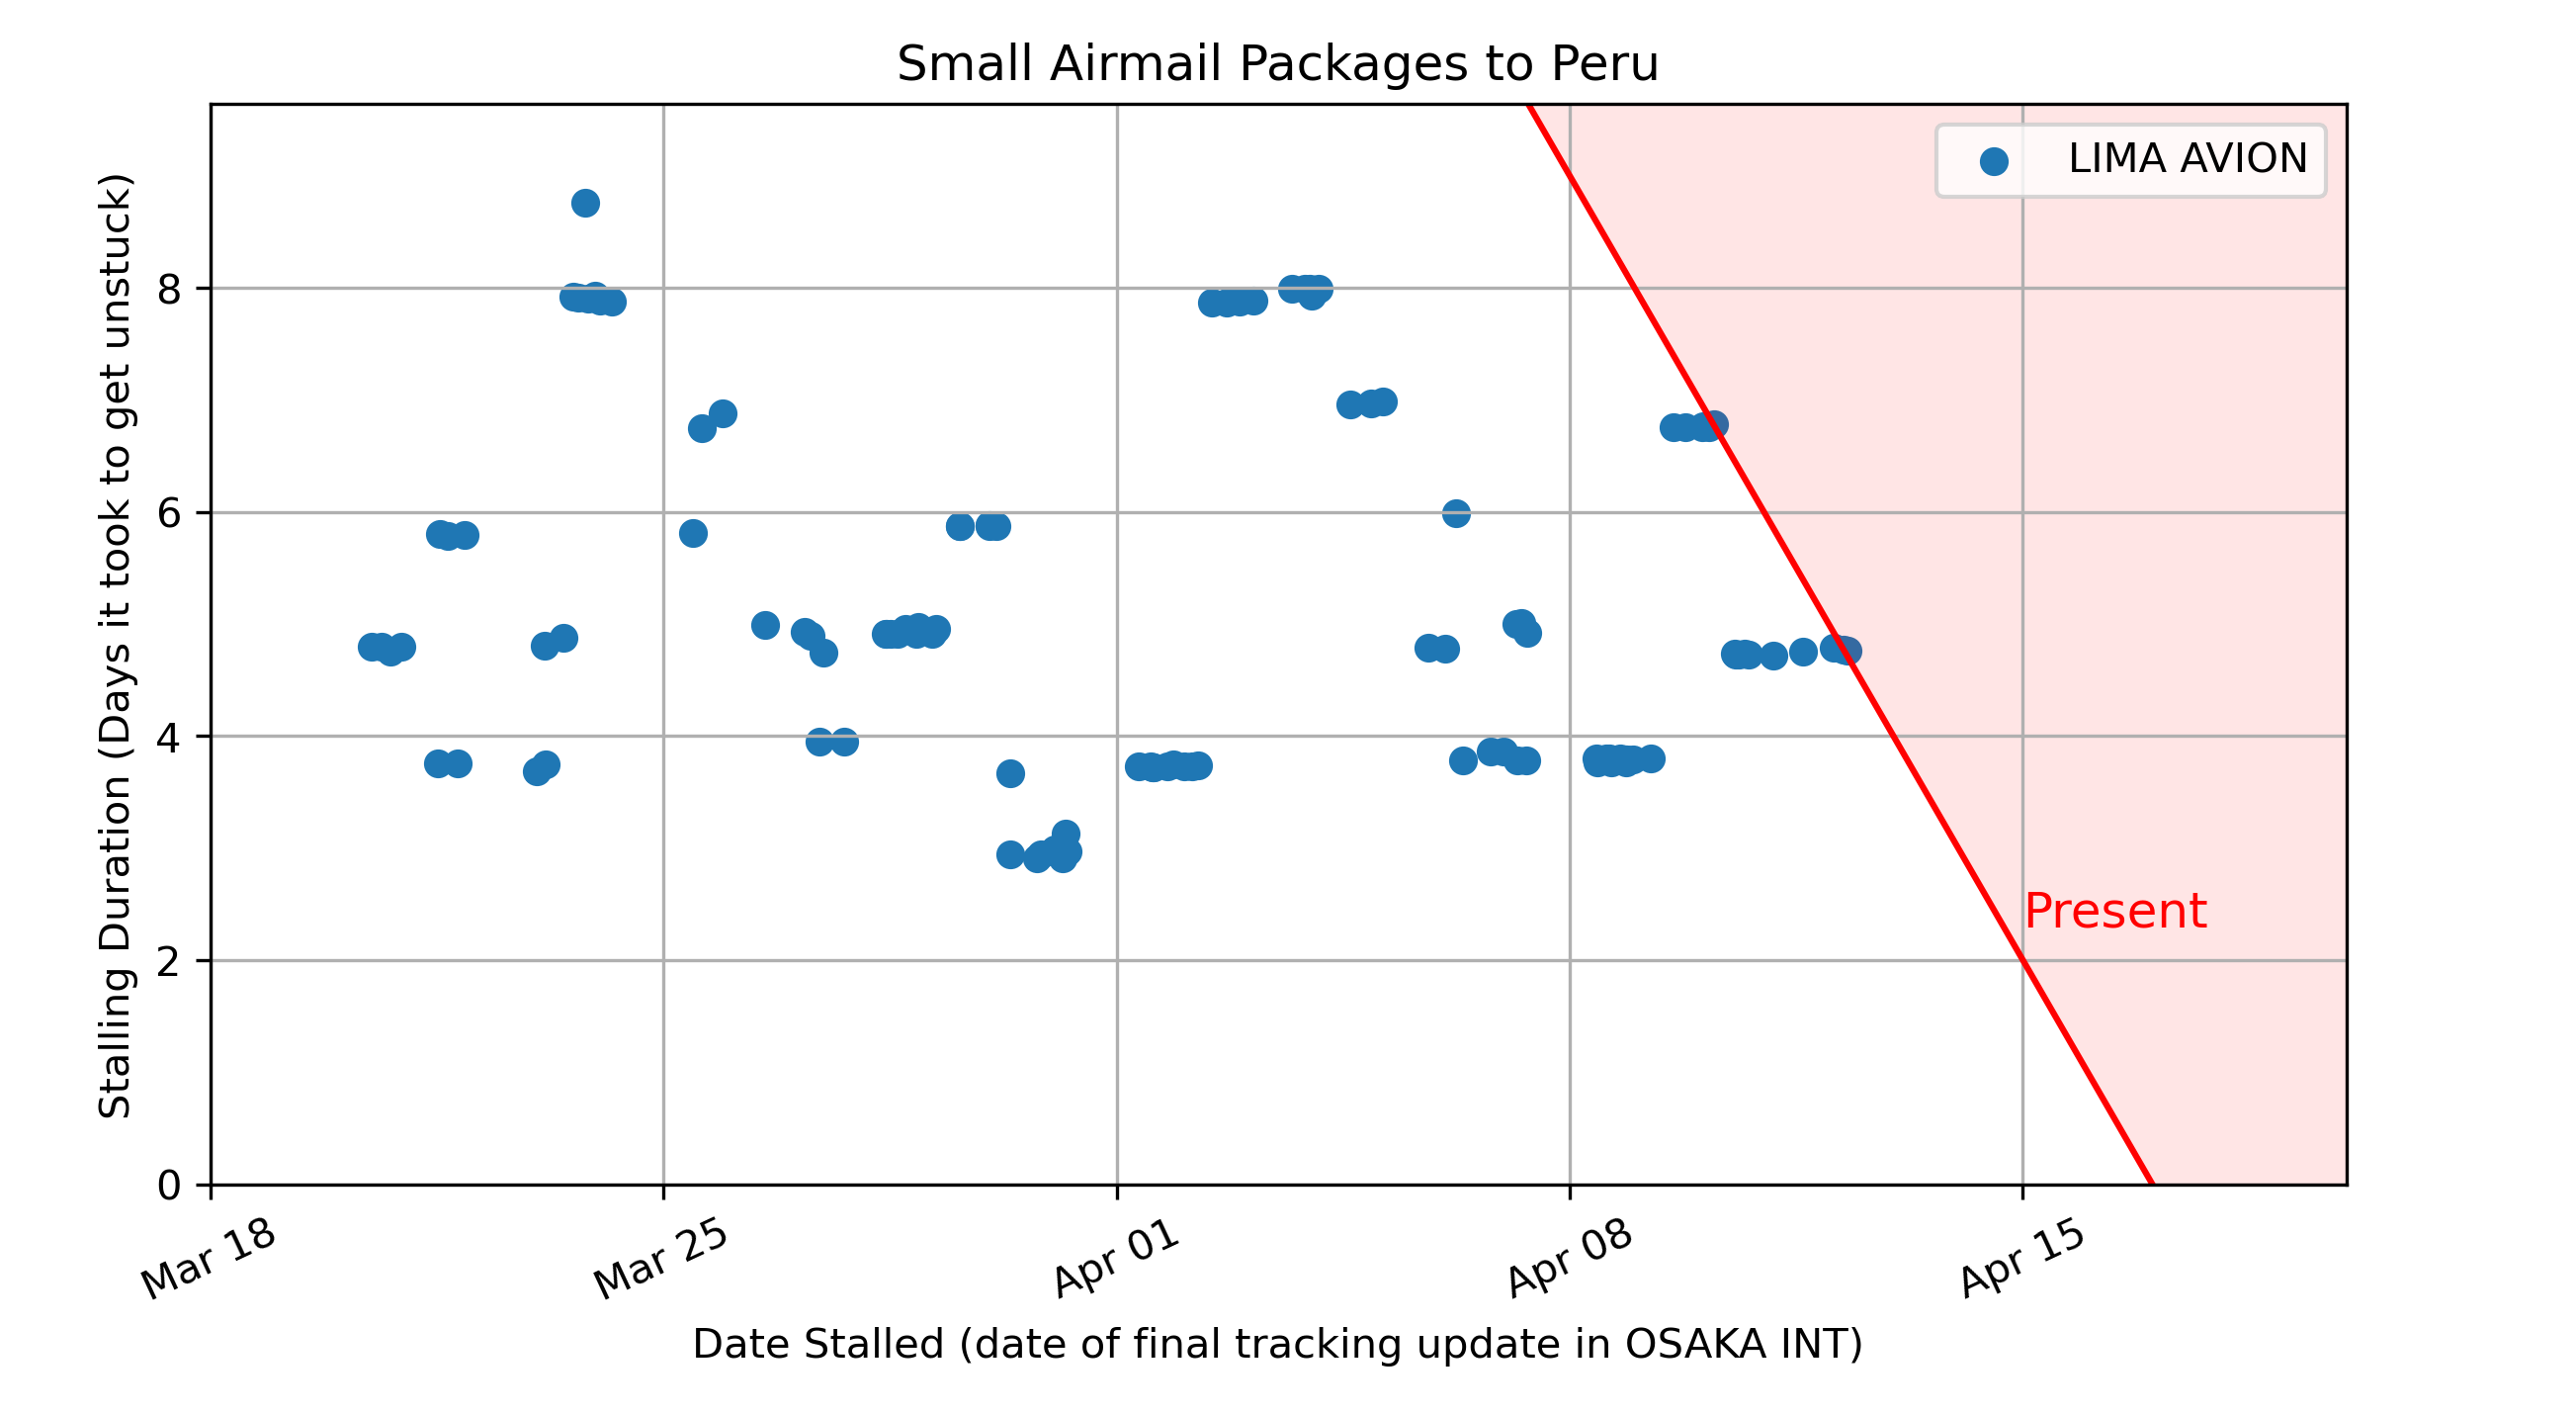 Small Airmail Packages to Peru
LIMA AVION
Stalling Duration (Days it took to get unstuck)
8
6
4
2
0
Present
Mar 18
Mar 25
Apr 01
Apr 08
Apr 15
Date Stalled (date of final tracking update in OSAKA INT)